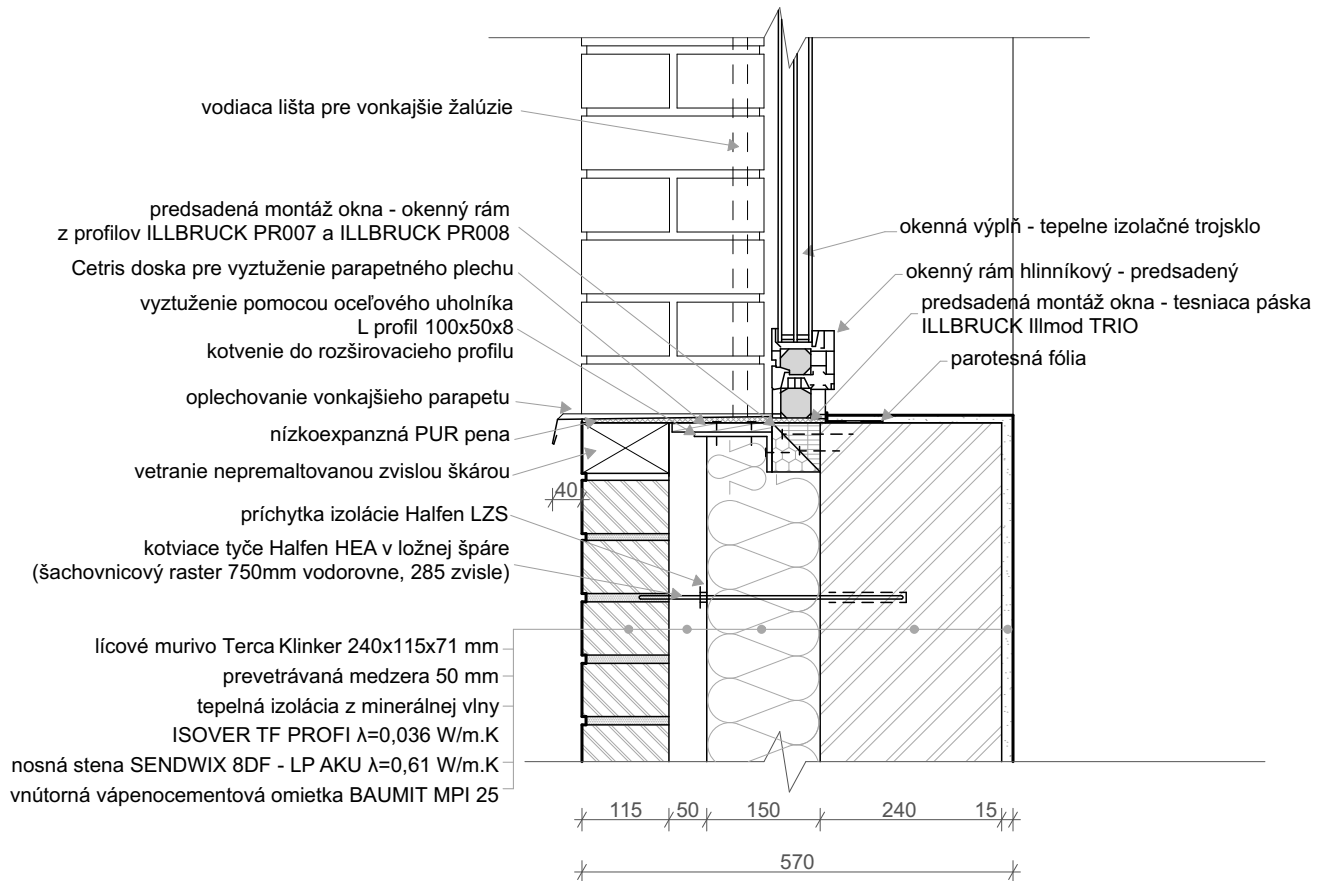 vodiaca lišta pre vonkajšie žalúzie
predsadená montáž okna - okenný rám
z profilov ILLBRUCK PR007 a ILLBRUCK PR008
Cetris doska pre vyztuženie parapetného plechu
vyztuženie pomocou oceľového uholníka
L profil 100x50x8
kotvenie do rozširovacieho profilu
oplechovanie vonkajšieho parapetu
nízkoexpanzná PUR pena
vetranie nepremaltovanou zvislou škárou
40
príchytka izolácie Halfen LZS
kotviace tyče Halfen HEA v ložnej špáre
(šachovnicový raster 750mm vodorovne, 285 zvisle)
lícové murivo Terca Klinker 240x115x71 mm
prevetrávaná medzera 50 mm
tepelná izolácia z minerálnej vlny
ISOVER TF PROFI λ=0,036 W/m.K
nosná stena SENDWIX 8DF - LP AKU λ=0,61 W/m.K
vnútorná vápenocementová omietka BAUMIT MPI 25
okenná výplň - tepelne izolačné trojsklo
okenný rám hlinníkový - predsadený
predsadená montáž okna - tesniaca páska
ILLBRUCK Illmod TRIO
parotesná fólia
115 50 150 240 15
570